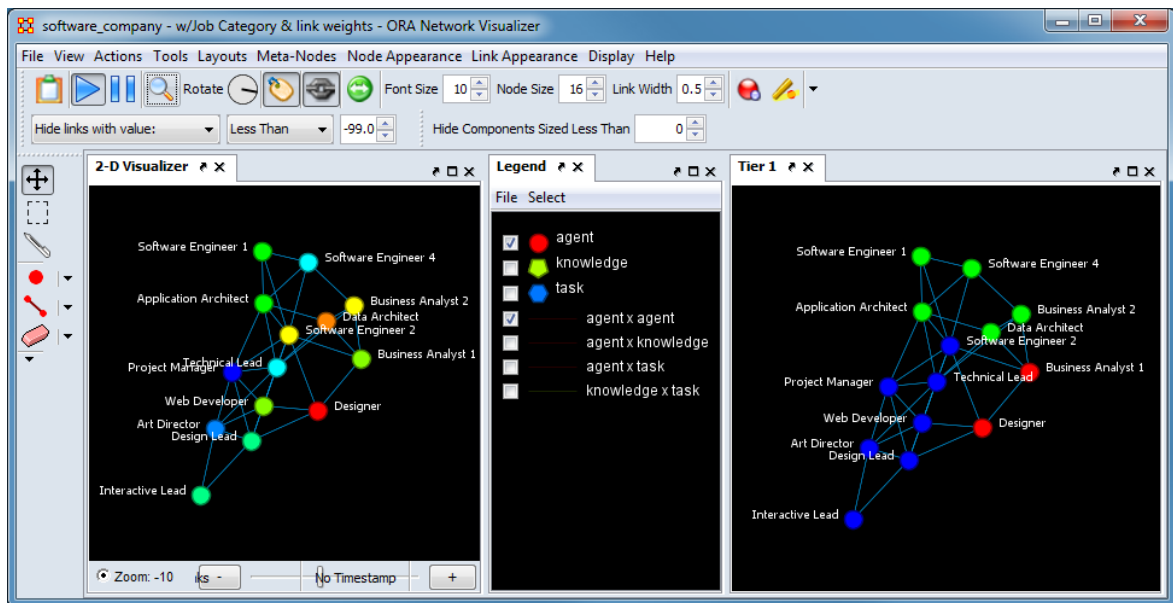 software_company - w/Job Category & link weights - ORA Network Visualizer
File View Actions Tools Layouts Meta-Nodes Node Appearance Link Appearance Display Help
Rotate Font Size 10 Node Size 16 Link Width 0.5
Hide links with value: Less Than -99.0 Hide Components Sized Less Than 0
2-D Visualizer
Software Engineer 1
Software Engineer 4
Application Architect
Business Analyst 2
Data Architect
Software Engineer 2
Business Analyst 1
Technical Lead
Project Manager
Web Developer
Designer
Art Director
Design Lead
Interactive Lead
Zoom: -10 ıks - No Timestamp +
Legend
File Select
agent
knowledge
task
agent x agent
agent x knowledge
agent x task
knowledge x task
Tier 1
Software Engineer 1
Software Engineer 4
Application Architect
Business Analyst 2
Data Architect
Software Engineer 2
Business Analyst 1
Project Manager
Technical Lead
Web Developer
Designer
Art Director
Design Lead
Interactive Lead